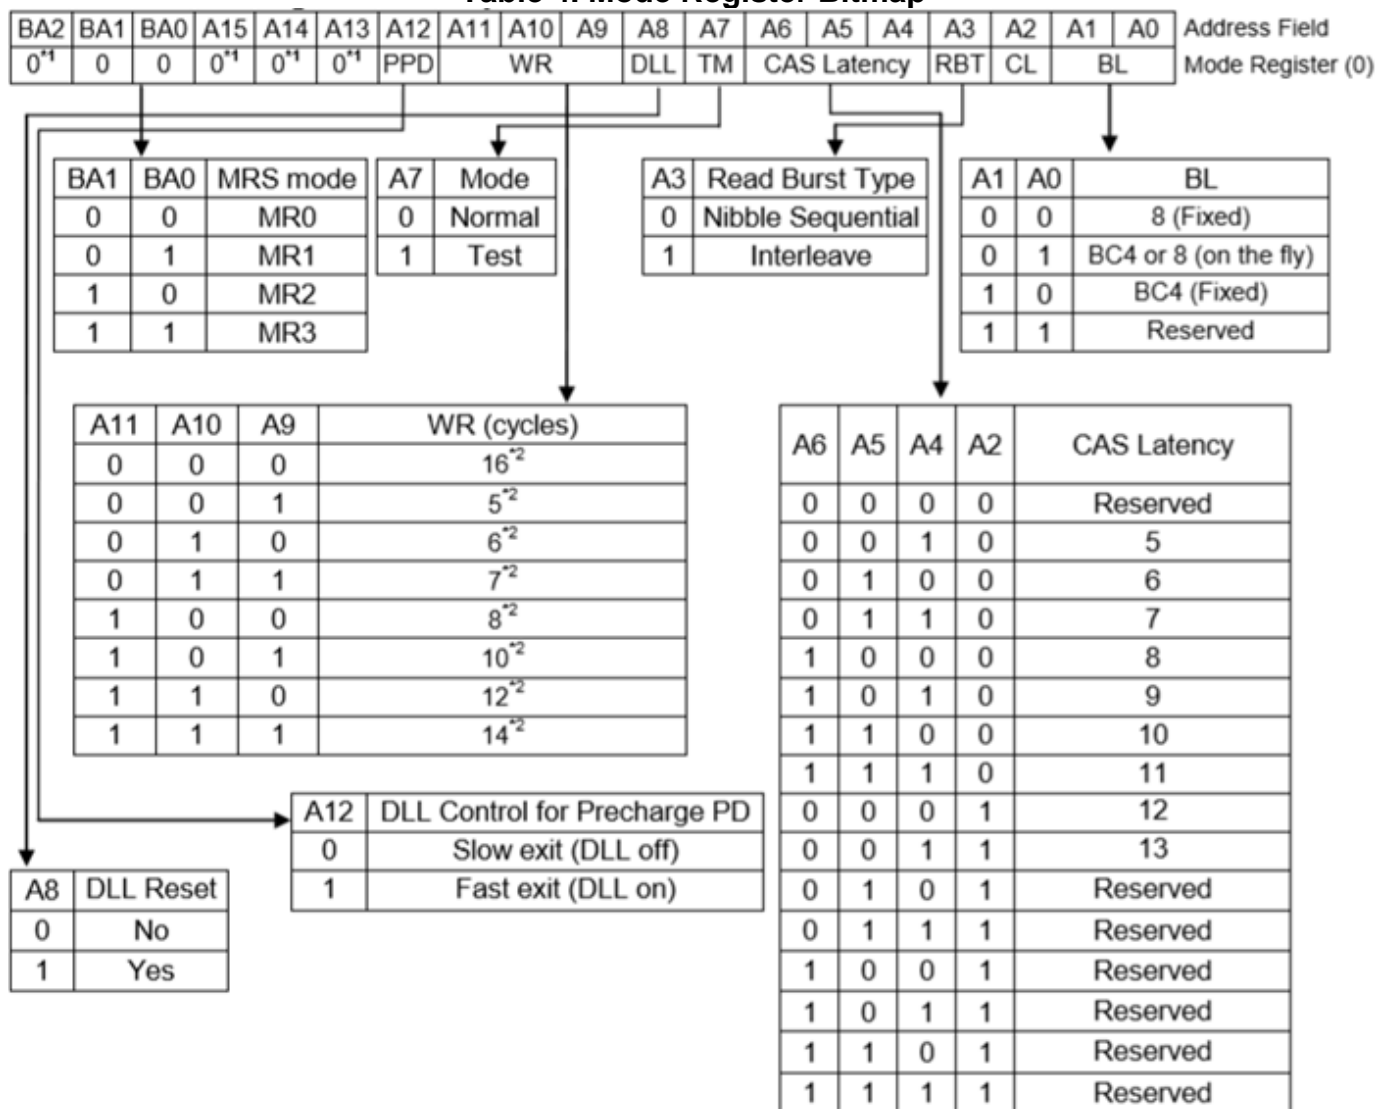 Table 4. Mode Register Bitmap
BA2 BA1 BA0 A15 A14 A13 A12 A11 A10 A9 A8 A7 A6 A5 A4 A3 A2 A1 A0 Address Field
0*1 0 0 0*1 0*1 0*1 PPD WR DLL TM CAS Latency RBT CL BL Mode Register (0)
BA1 BA0 MRS mode
0 0 MR0
0 1 MR1
1 0 MR2
1 1 MR3
A7 Mode
0 Normal
1 Test
A3 Read Burst Type
0 Nibble Sequential
1 Interleave
A1 A0 BL
0 0 8 (Fixed)
0 1 BC4 or 8 (on the fly)
1 0 BC4 (Fixed)
1 1 Reserved
A11 A10 A9 WR (cycles)
0 0 0 16*2
0 0 1 5*2
0 1 0 6*2
0 1 1 7*2
1 0 0 8*2
1 0 1 10*2
1 1 0 12*2
1 1 1 14*2
A6 A5 A4 A2 CAS Latency
0 0 0 0 Reserved
0 0 1 0 5
0 1 0 0 6
0 1 1 0 7
1 0 0 0 8
1 0 1 0 9
1 1 0 0 10
1 1 1 0 11
0 0 0 1 12
0 0 1 1 13
0 1 0 1 Reserved
0 1 1 1 Reserved
1 0 0 1 Reserved
1 0 1 1 Reserved
1 1 0 1 Reserved
1 1 1 1 Reserved
A12 DLL Control for Precharge PD
0 Slow exit (DLL off)
1 Fast exit (DLL on)
A8 DLL Reset
0 No
1 Yes